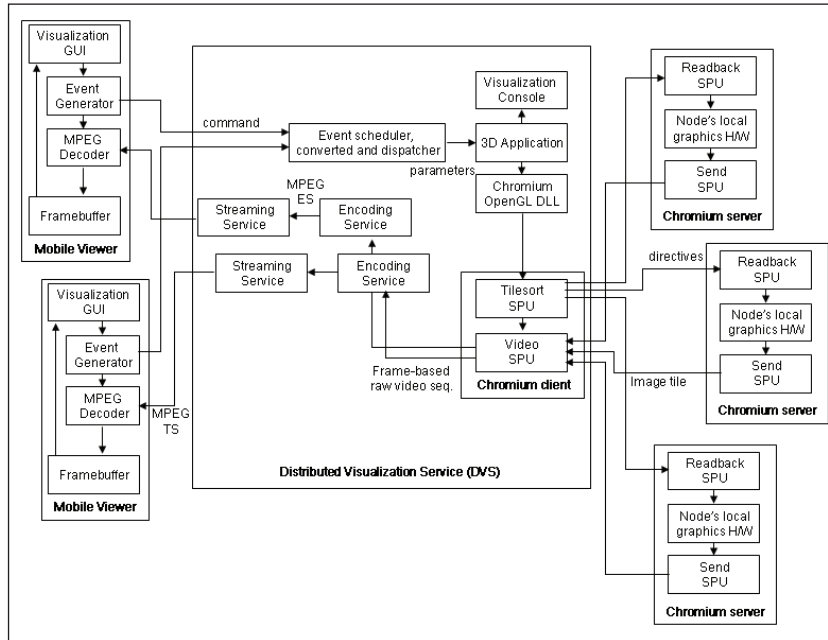 Visualization
GUI
Event
Generator
MPEG
Decoder
Framebuffer
Mobile Viewer
Visualization
GUI
Event
Generator
MPEG
Decoder
Framebuffer
Mobile Viewer
command
Event scheduler,
converted and dispatcher
Visualization
Console
3D Application
parameters
Chromium
OpenGL DLL
MPEG
ES
Streaming
Service
Encoding
Service
Streaming
Service
Encoding
Service
MPEG
TS
Tilesort
SPU
Video
SPU
Chromium client
Frame-based
raw video seq.
Distributed Visualization Service (DVS)
Readback
SPU
Node's local
graphics H/W
Send
SPU
Chromium server
directives
Readback
SPU
Node's local
graphics H/W
Send
SPU
Image tile
Chromium server
Readback
SPU
Node's local
graphics H/W
Send
SPU
Chromium server